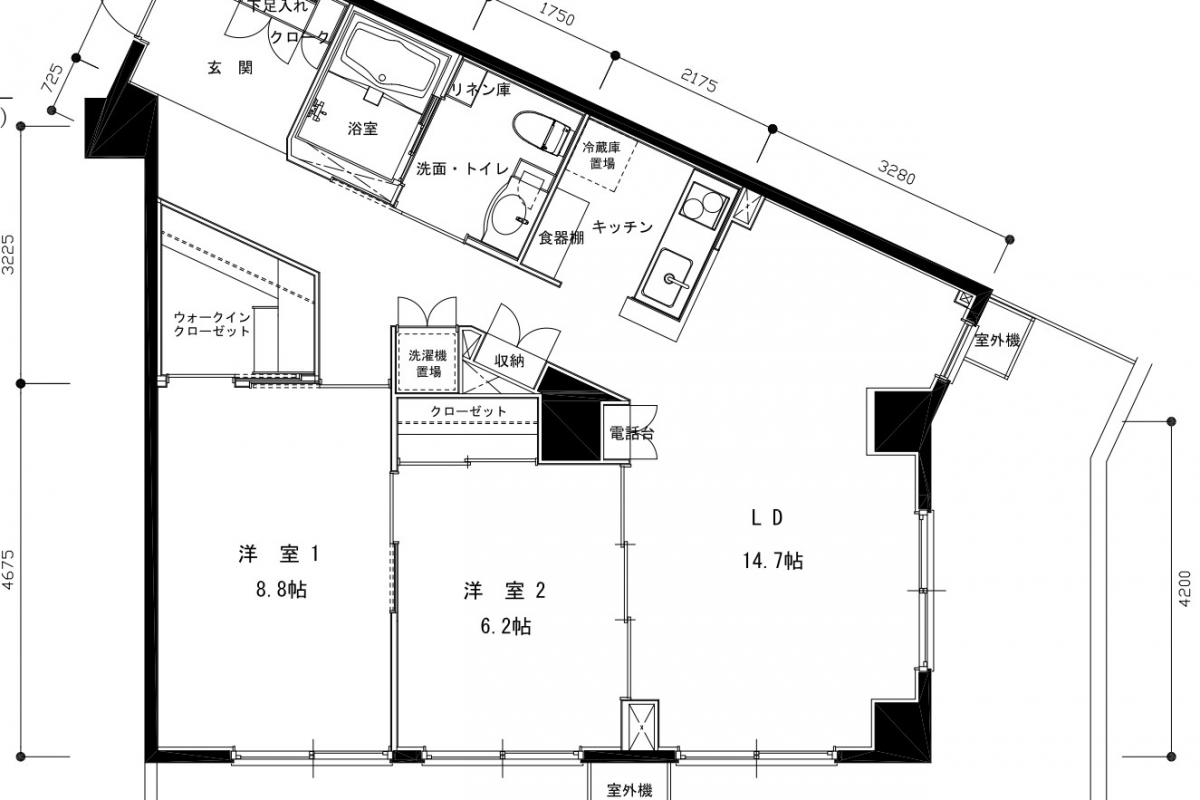 下足入れ
クローク
玄 関
浴室
リネン庫
洗面・トイレ
冷蔵庫
置場
キッチン
食器棚
ウォークイン
クローゼット
洗濯機
置場
収納
クローゼット
電話台
室外機
LD
14.7帖
洋 室 1
8.8帖
洋 室 2
6.2帖
室外機
1750
2175
3280
725
)
3225
4675
4200